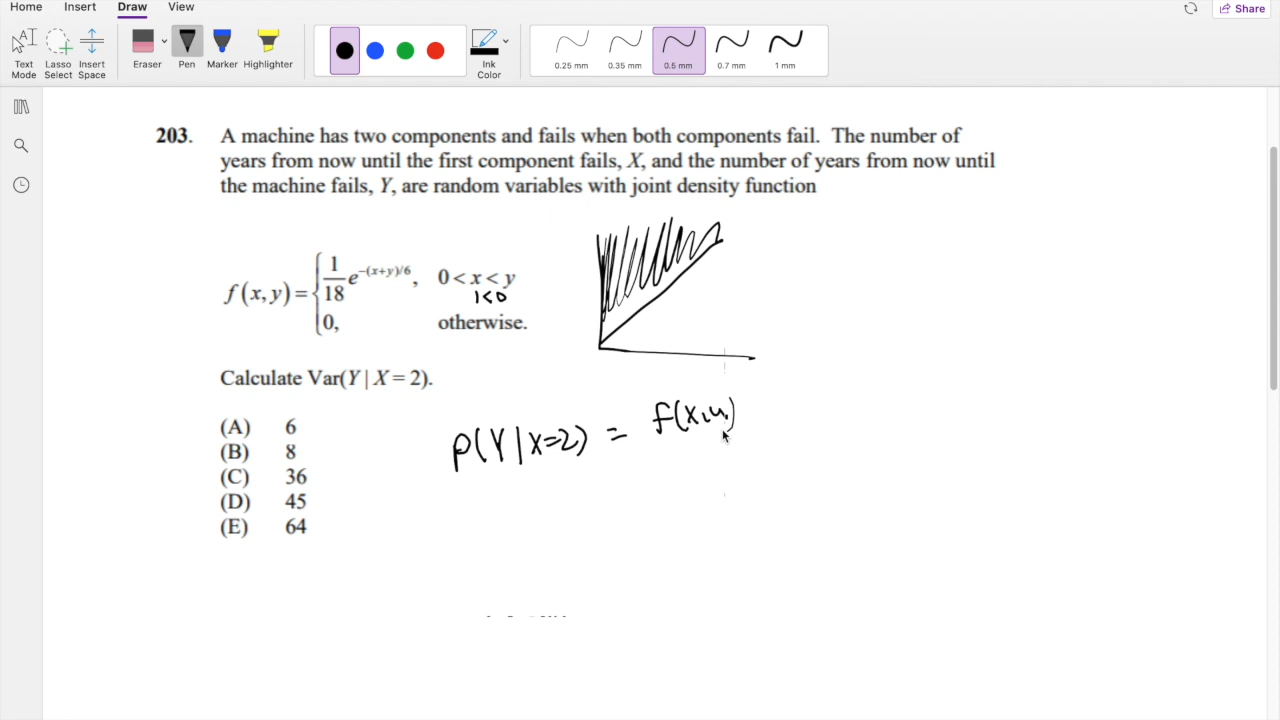 Home Insert Draw View Share
Text Mode Lasso Select Insert Space Eraser Pen Marker Highlighter Ink Color 0.25 mm 0.35 mm 0.5 mm 0.7 mm 1 mm
203. A machine has two components and fails when both components fail. The number of
years from now until the first component fails, X, and the number of years from now until
the machine fails, Y, are random variables with joint density function
f(x,y) = { 1/18 e^{-(x+y)/6}, 0 < x < y
1<0
0, otherwise.
Calculate Var(Y | X = 2).
(A) 6
(B) 8
(C) 36
(D) 45
(E) 64
P(Y|X=2) = f(x,y)